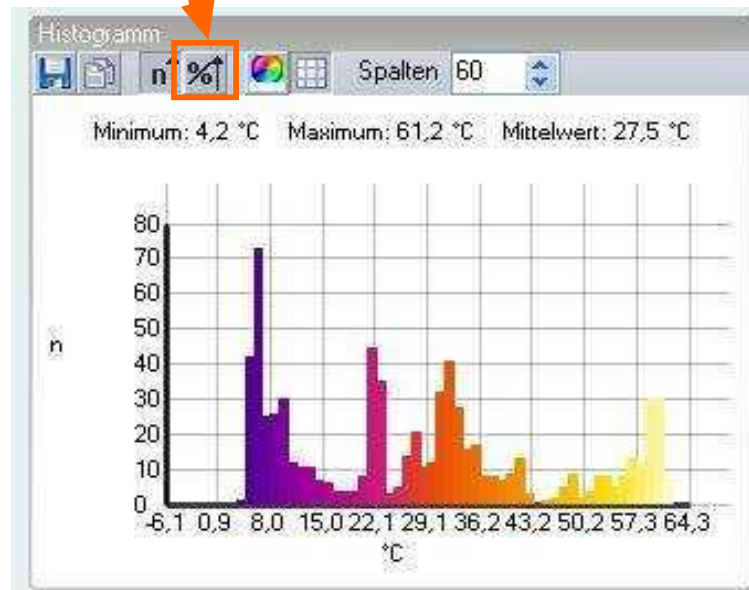 Histogramm
n %↑ Spalten 60
Minimum: 4,2 °C Maximum: 61,2 °C Mittelwert: 27,5 °C
80
70
60
50
n
40
30
20
10
0
-6,1 0,9 8,0 15,0 22,1 29,1 36,2 43,2 50,2 57,3 64,3
°C